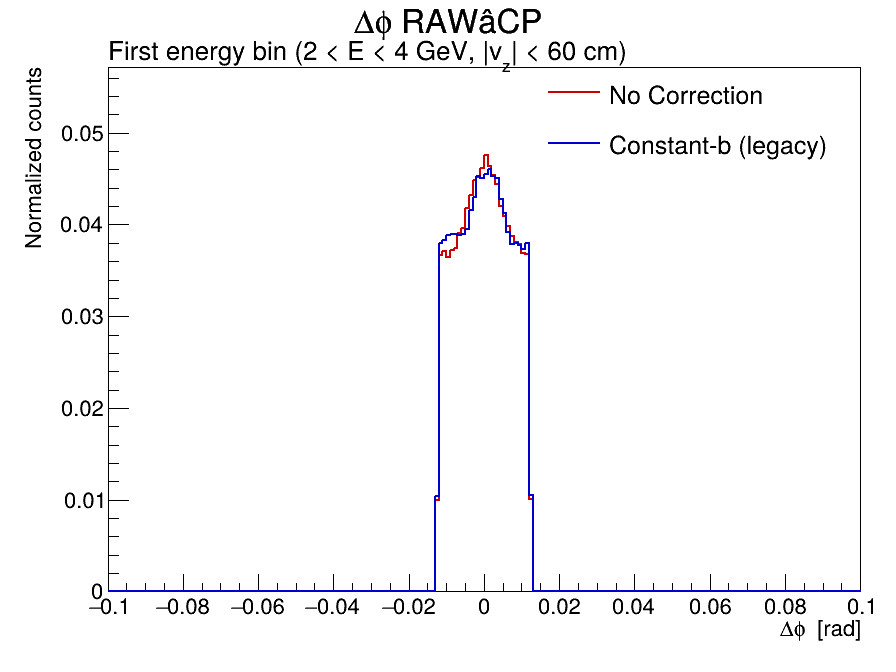 Δϕ RAWâCP
First energy bin (2 < E < 4 GeV, |v_z| < 60 cm)
Normalized counts
No Correction
Constant-b (legacy)
0.05
0.04
0.03
0.02
0.01
0
−0.1 −0.08 −0.06 −0.04 −0.02 0 0.02 0.04 0.06 0.08 0.1
Δϕ [rad]